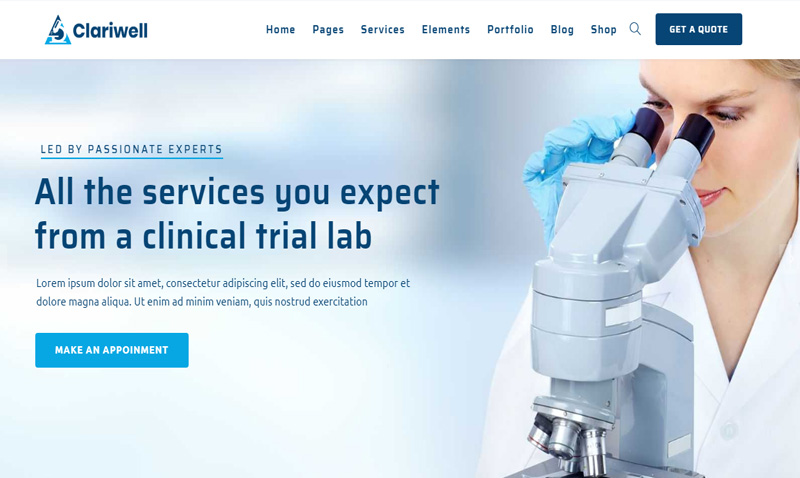 Clariwell
Home Pages Services Elements Portfolio Blog Shop
GET A QUOTE
LED BY PASSIONATE EXPERTS
All the services you expect
from a clinical trial lab
Lorem ipsum dolor sit amet, consectetur adipiscing elit, sed do eiusmod tempor et
dolore magna aliqua. Ut enim ad minim veniam, quis nostrud exercitation
MAKE AN APPOINMENT